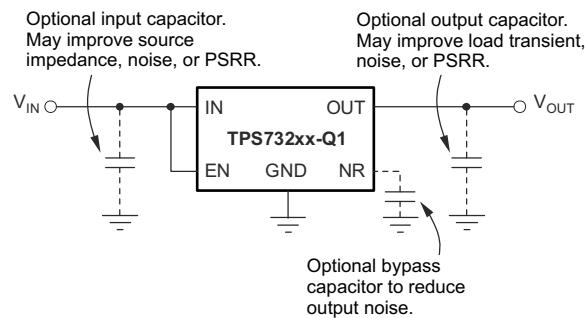 Optional input capacitor.
May improve source
impedance, noise, or PSRR.
Optional output capacitor.
May improve load transient,
noise, or PSRR.
VIN
IN
OUT
VOUT
TPS732xx-Q1
EN
GND
NR
Optional bypass
capacitor to reduce
output noise.